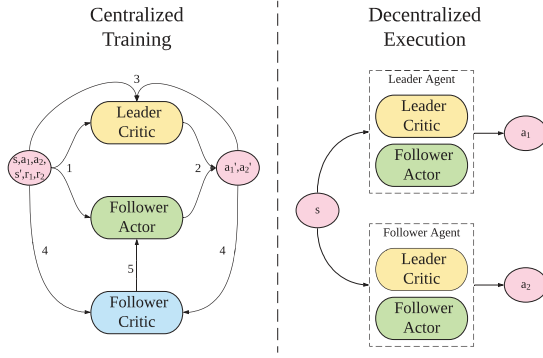 Centralized
Training
3
Leader
Critic
s,a₁,a₂,
s',r₁,r₂
1
2
a₁',a₂'
Follower
Actor
4
4
5
Follower
Critic
Decentralized
Execution
Leader Agent
Leader
Critic
Follower
Actor
a₁
s
Follower Agent
Leader
Critic
Follower
Actor
a₂